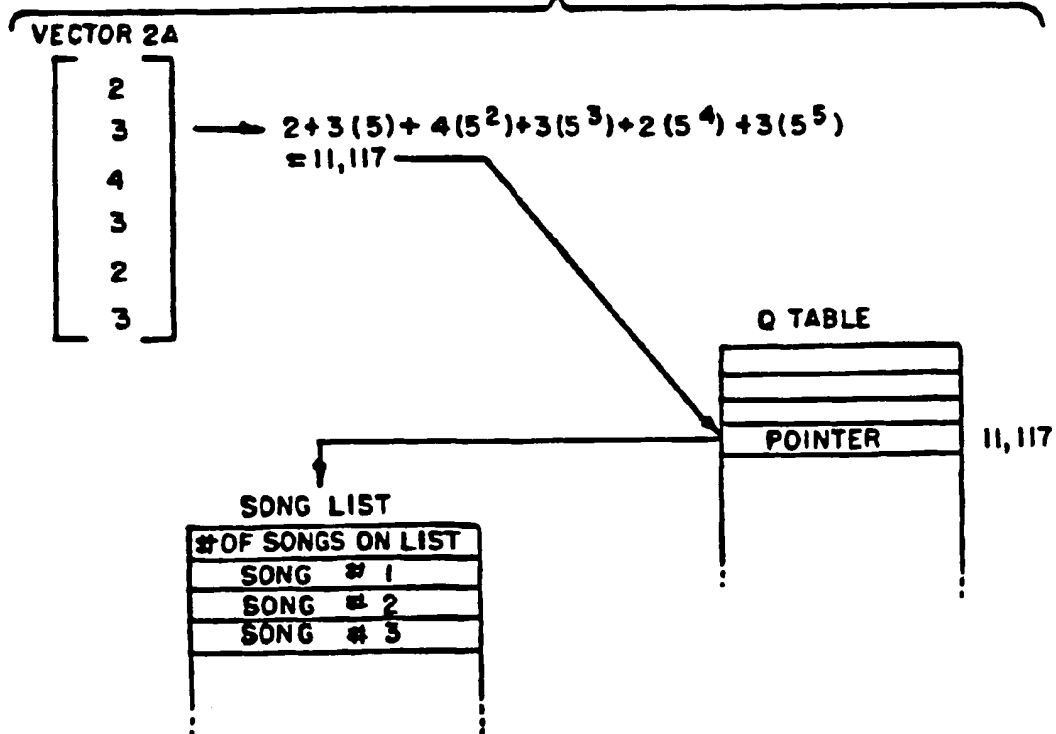 VECTOR 2A
2
3
4
3
2
3
2+3(5)+4(5²)+3(5³)+2(5⁴)+3(5⁵)
=11,117
Q TABLE
POINTER
11,117
SONG LIST
# OF SONGS ON LIST
SONG # 1
SONG # 2
SONG # 3